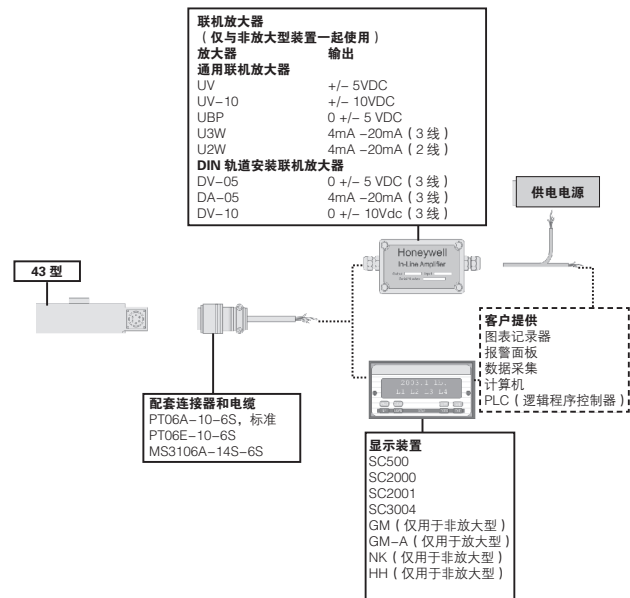 联机放大器
（仅与非放大型装置一起使用）
放大器 输出
通用联机放大器
UV +/– 5VDC
UV–10 +/– 10VDC
UBP 0 +/– 5 VDC
U3W 4mA –20mA（3 线）
U2W 4mA –20mA（2 线）
DIN 轨道安装联机放大器
DV–05 0 +/– 5 VDC（3 线）
DA–05 4mA –20mA（3 线）
DV–10 0 +/– 10Vdc（3 线）
供电电源
Honeywell
In-Line Amplifier
43 型
客户提供
图表记录器
报警面板
数据采集
计算机
PLC（逻辑程序控制器）
L1 L2 L3 L4
配套连接器和电缆
PT06A–10–6S，标准
PT06E–10–6S
MS3106A–14S–6S
显示装置
SC500
SC2000
SC2001
SC3004
GM（仅用于非放大型）
GM–A（仅用于放大型）
NK（仅用于非放大型）
HH（仅用于非放大型）